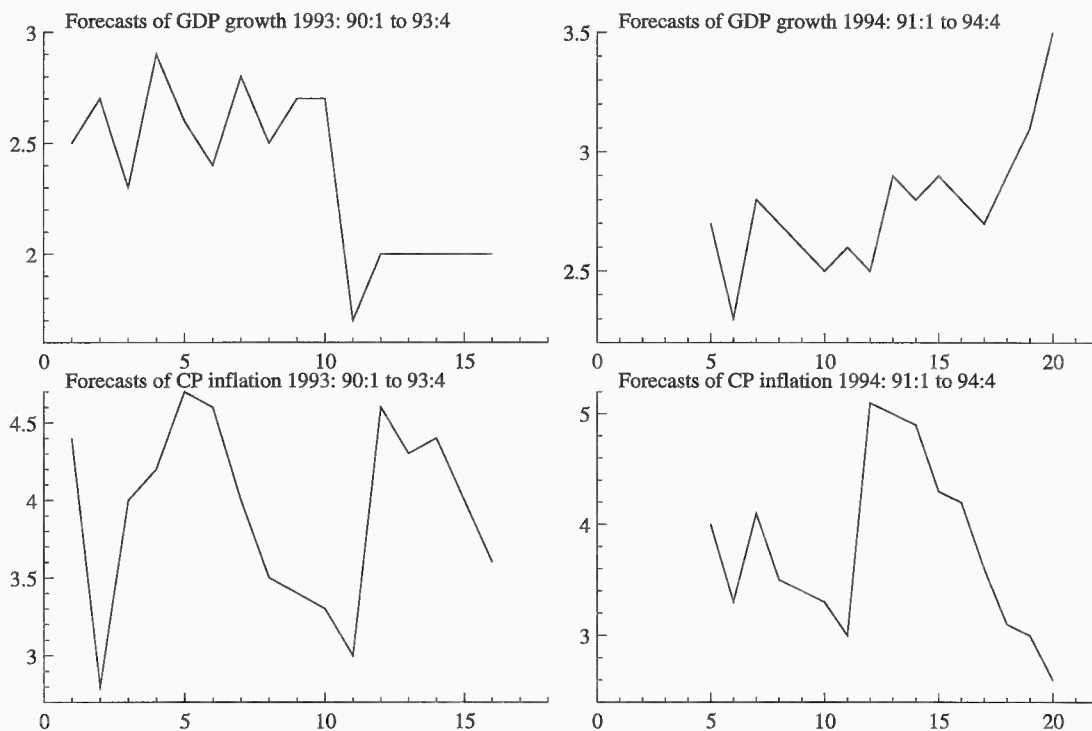 Forecasts of GDP growth 1993: 90:1 to 93:4
3
2.5
2
0 5 10 15
Forecasts of GDP growth 1994: 91:1 to 94:4
3.5
3
2.5
0 5 10 15 20
Forecasts of CP inflation 1993: 90:1 to 93:4
4.5
4
3.5
3
0 5 10 15
Forecasts of CP inflation 1994: 91:1 to 94:4
5
4
3
0 5 10 15 20